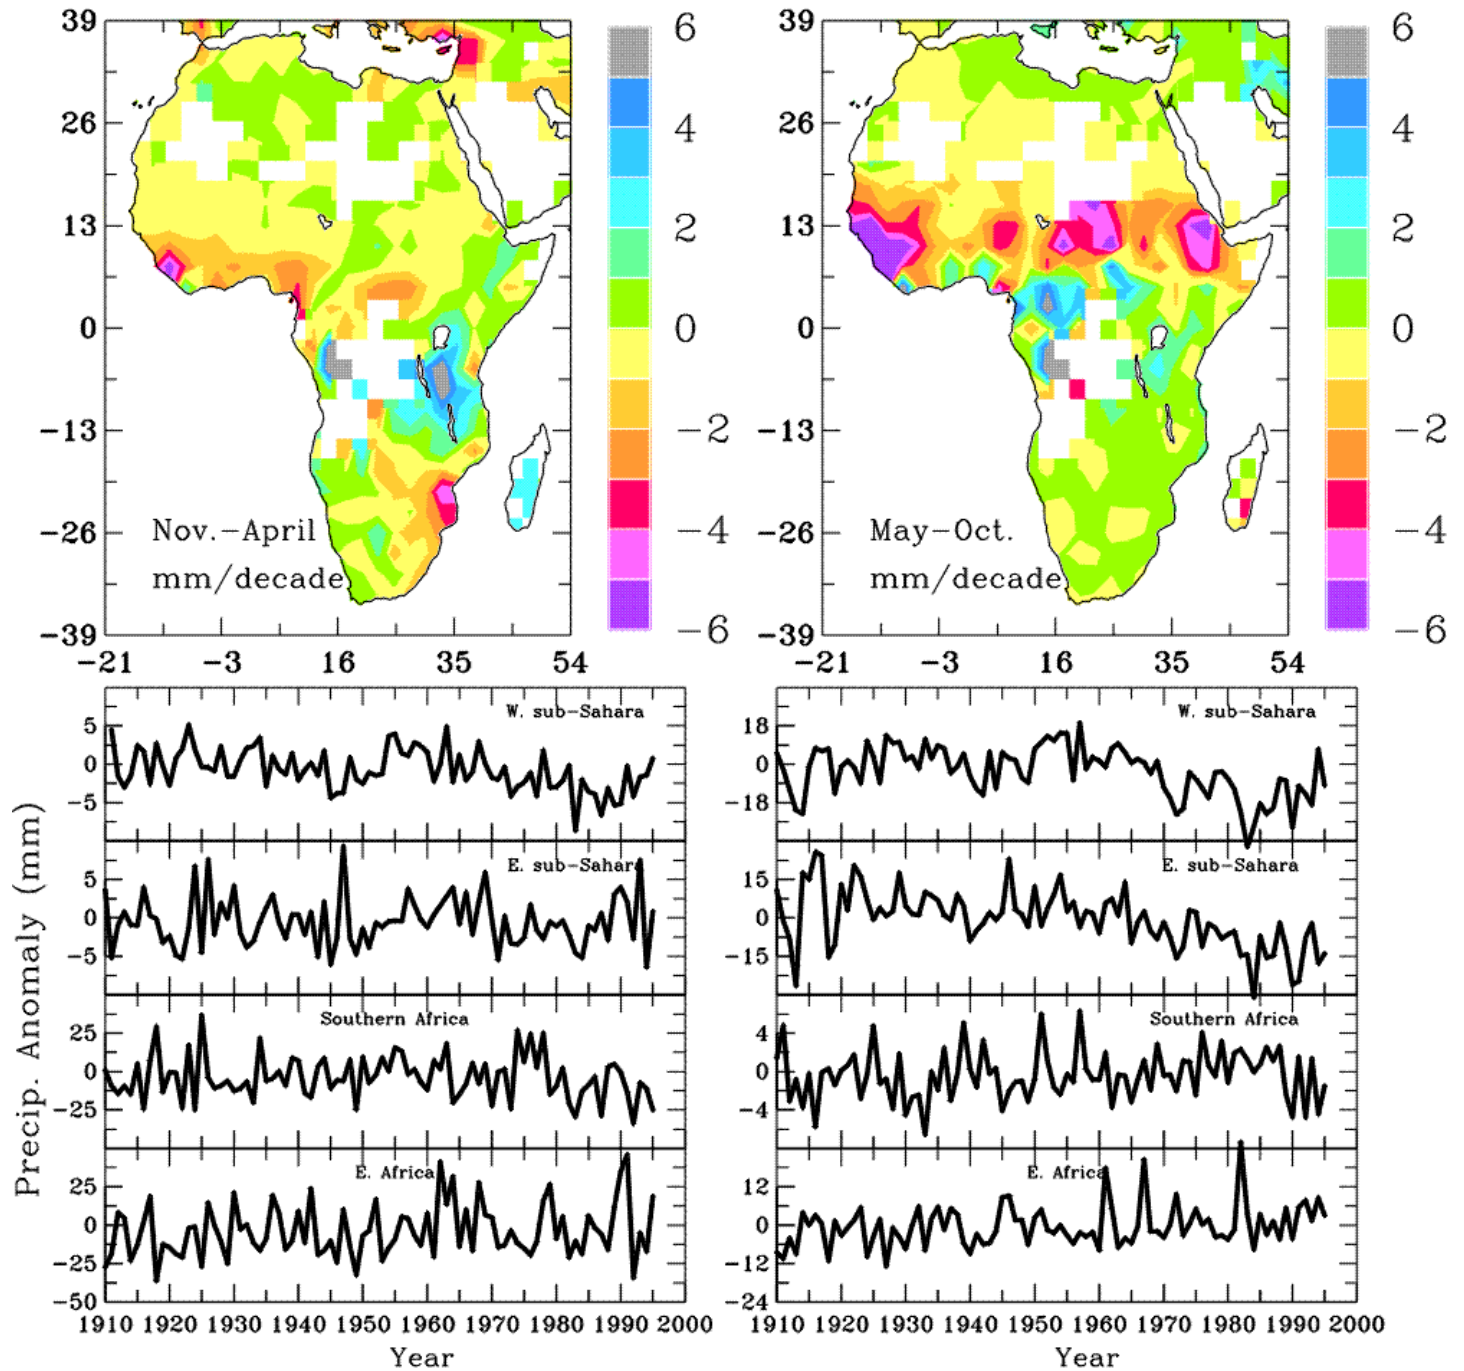 39
26
13
0
−13
−26
−39
−21 −3 16 35 54
Nov.−April
mm/decade
6
4
2
0
−2
−4
−6
39
26
13
0
−13
−26
−39
−21 −3 16 35 54
May−Oct.
mm/decade
6
4
2
0
−2
−4
−6
Precip. Anomaly (mm)
W. sub−Sahara
5
0
−5
E. sub−Sahara
5
0
−5
Southern Africa
25
0
−25
E. Africa
25
0
−25
−50
1910 1920 1930 1940 1950 1960 1970 1980 1990 2000
Year
W. sub−Sahara
18
0
−18
E. sub−Sahara
15
0
−15
Southern Africa
4
0
−4
E. Africa
12
0
−12
−24
1910 1920 1930 1940 1950 1960 1970 1980 1990 2000
Year